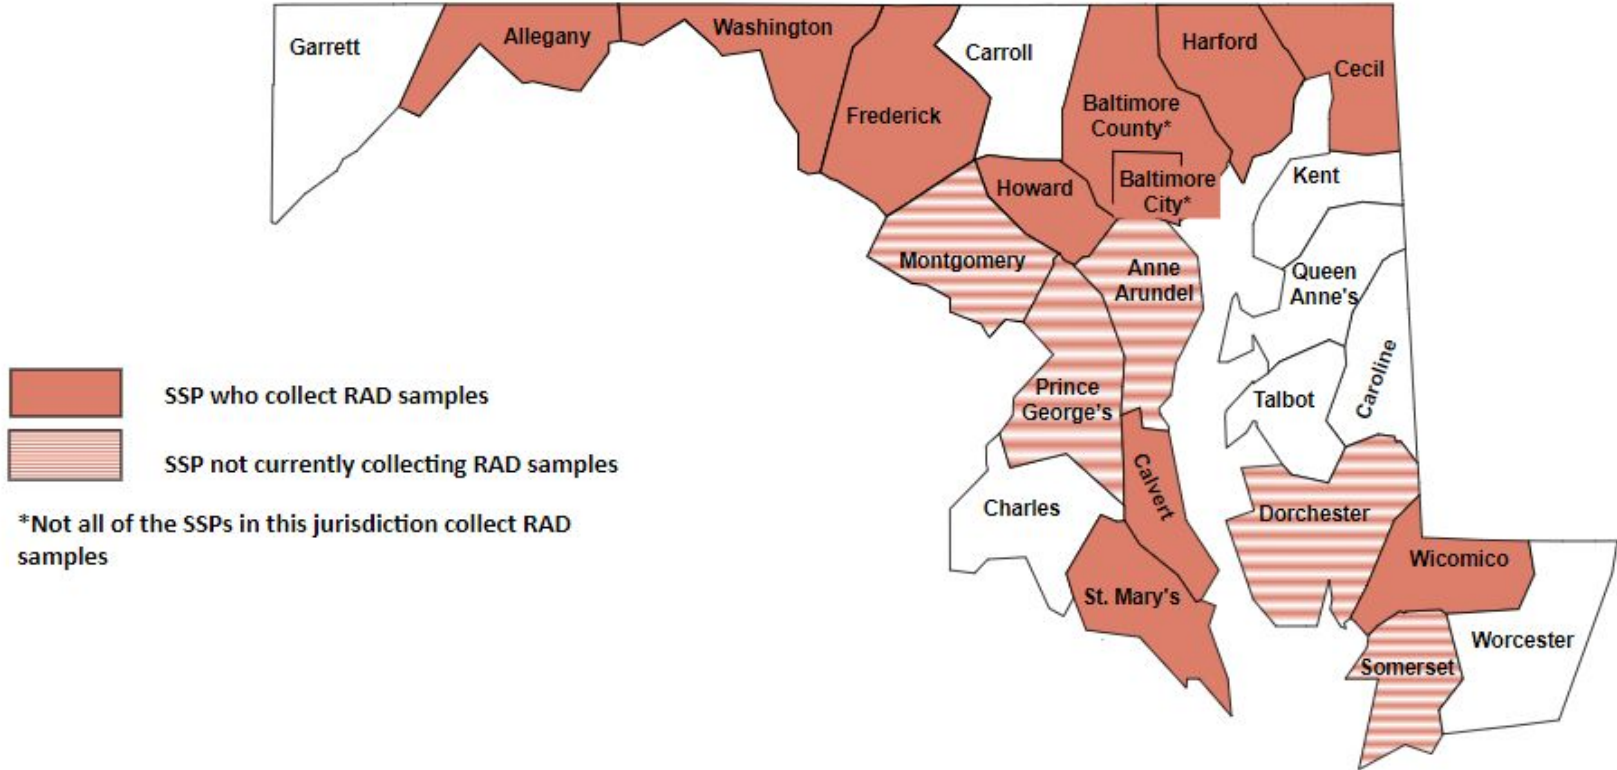 Garrett
Allegany
Washington
Frederick
Carroll
Baltimore
County*
Harford
Cecil
Baltimore
City*
Howard
Kent
Montgomery
Anne
Arundel
Queen
Anne's
Prince
George's
Talbot
Caroline
Calvert
Charles
Dorchester
St. Mary's
Wicomico
Worcester
Somerset
SSP who collect RAD samples
SSP not currently collecting RAD samples
*Not all of the SSPs in this jurisdiction collect RAD
samples